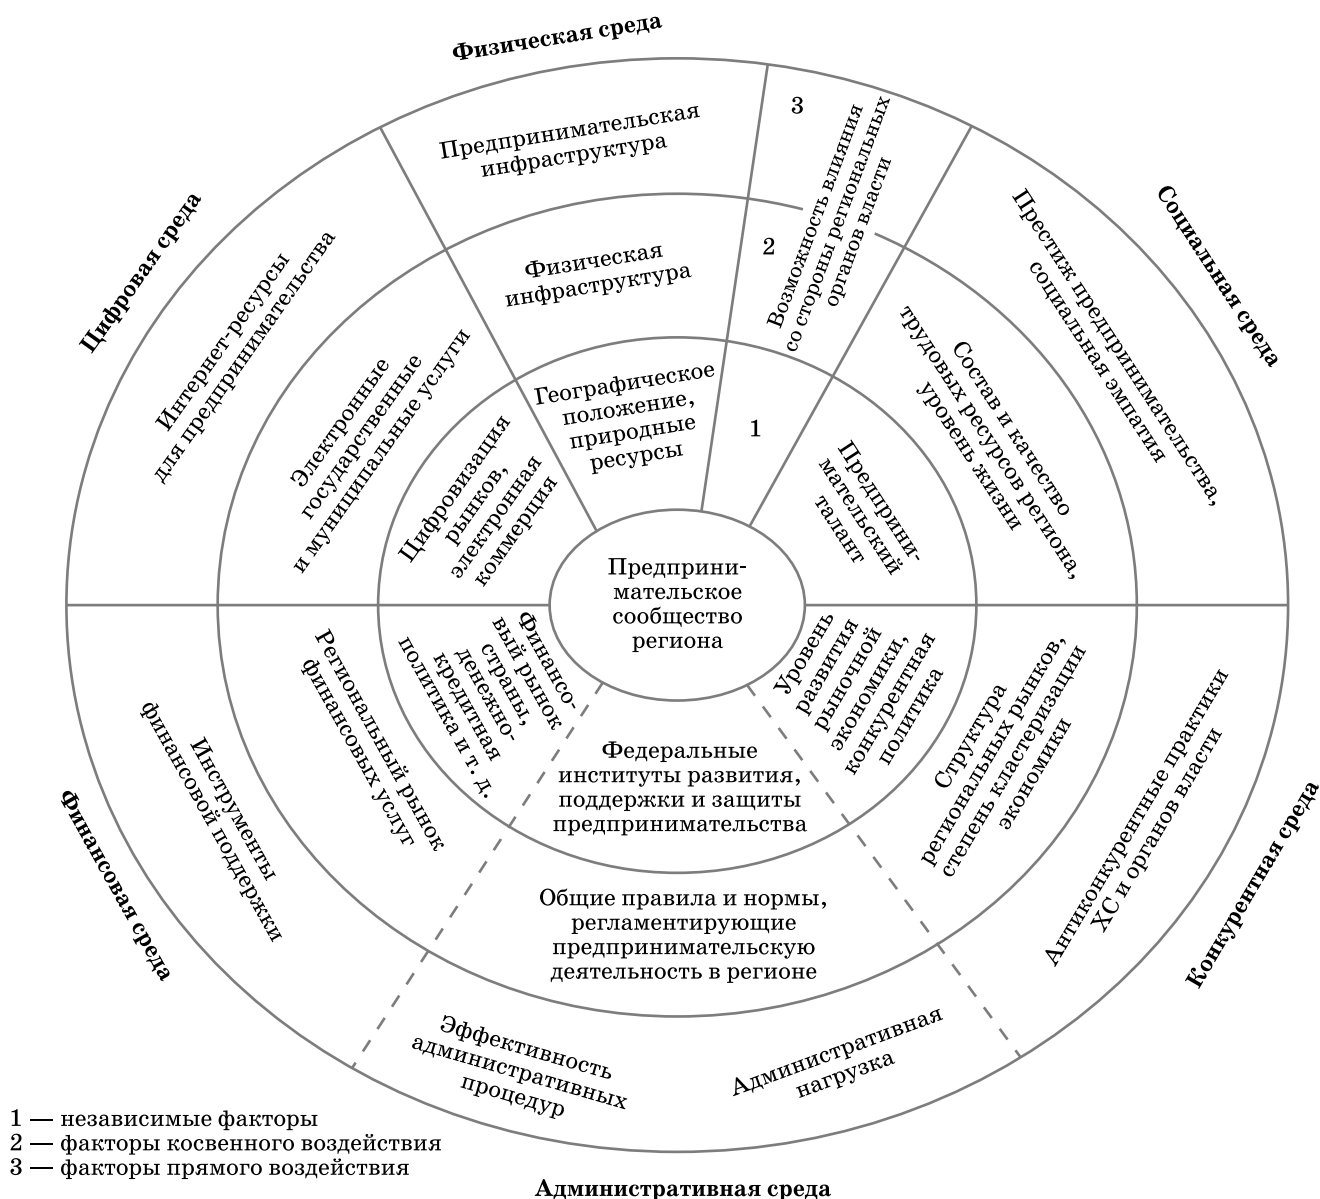 Физическая среда
Предпринимательская
инфраструктура
Физическая
инфраструктура
Географическое
положение,
природные
ресурсы
3
2
1
Возможность влияния
со стороны региональных
органов власти
Социальная среда
Престиж предпринимательства,
социальная эмпатия
Состав и качество
трудовых ресурсов региона,
уровень жизни
Предприни-
мательский
талант
Цифровая среда
Интернет-ресурсы
для предпринимательства
Электронные
государственные
и муниципальные услуги
Цифровизация
рынков,
электронная
коммерция
Предприни-
мательское
сообщество
региона
Финансовая среда
Инструменты
финансовой поддержки
Региональный рынок
финансовых услуг
Финансо-
вый рынок
страны,
денежно-
кредитная
политика и т. д.
Уровень
развития
рыночной
экономики,
конкурентная
политика
Структура
региональных рынков,
степень кластеризации
экономики
Антиконкурентные практики
ХС и органов власти
Конкурентная среда
Федеральные
институты развития,
поддержки и защиты
предпринимательства
Общие правила и нормы,
регламентирующие
предпринимательскую
деятельность в регионе
Эффективность
административных
процедур
Административная
нагрузка
Административная среда
1 — независимые факторы
2 — факторы косвенного воздействия
3 — факторы прямого воздействия